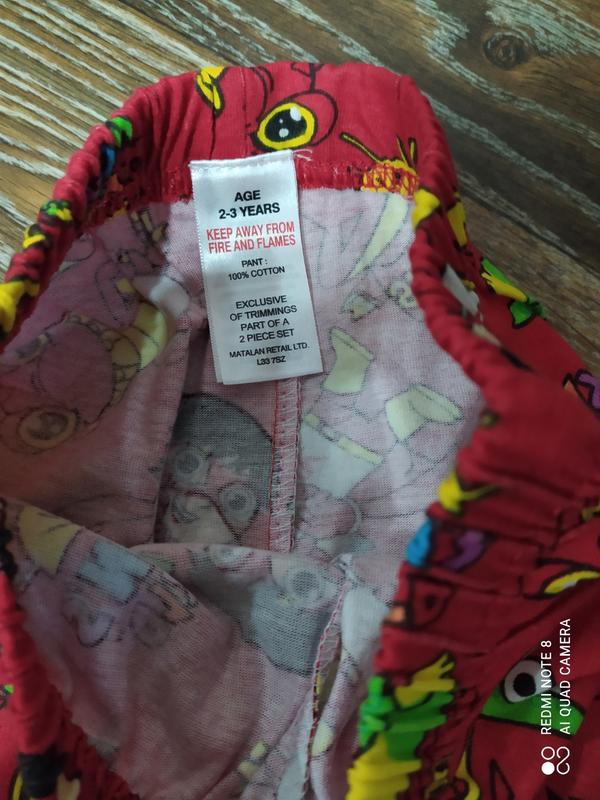 AGE
2-3 YEARS
KEEP AWAY FROM
FIRE AND FLAMES
PANT :
100% COTTON
EXCLUSIVE
OF TRIMMINGS
PART OF A
2 PIECE SET
MATALAN RETAIL LTD.
L33 7SZ
REDMI NOTE 8
AI QUAD CAMERA